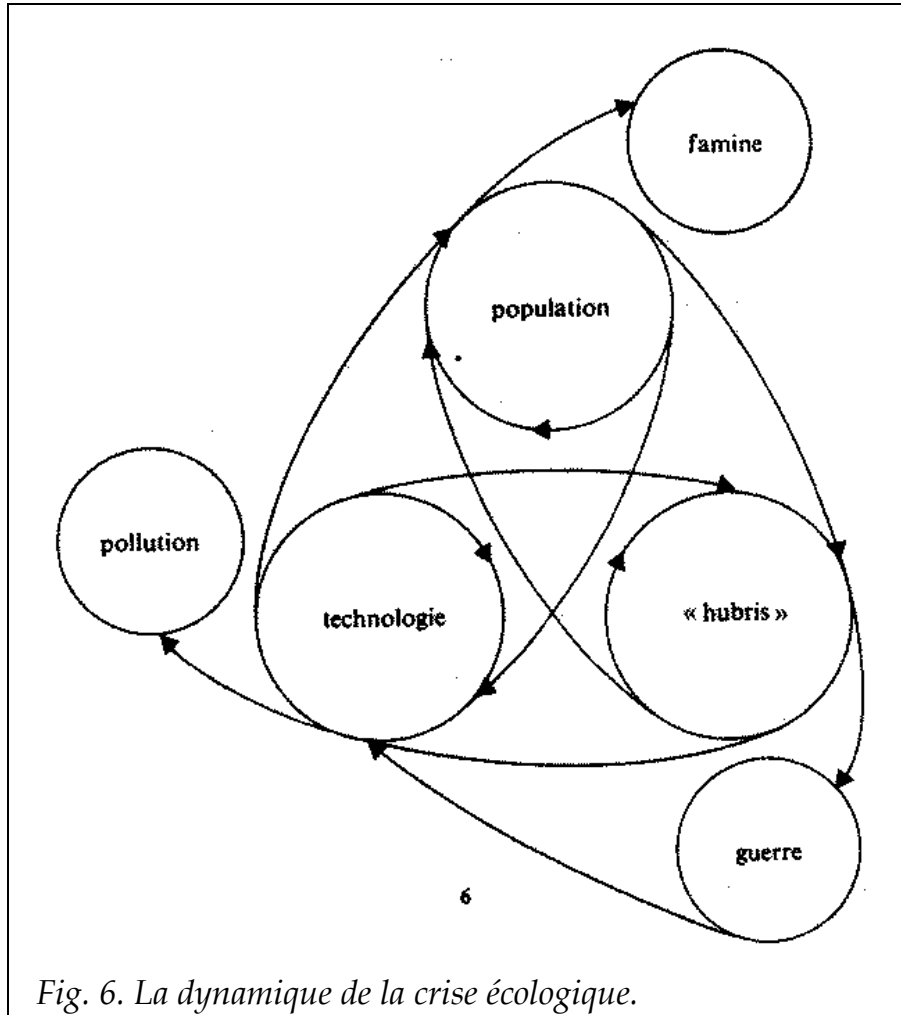 famine
population
pollution
technologie
« hubris »
guerre
6
Fig. 6. La dynamique de la crise écologique.